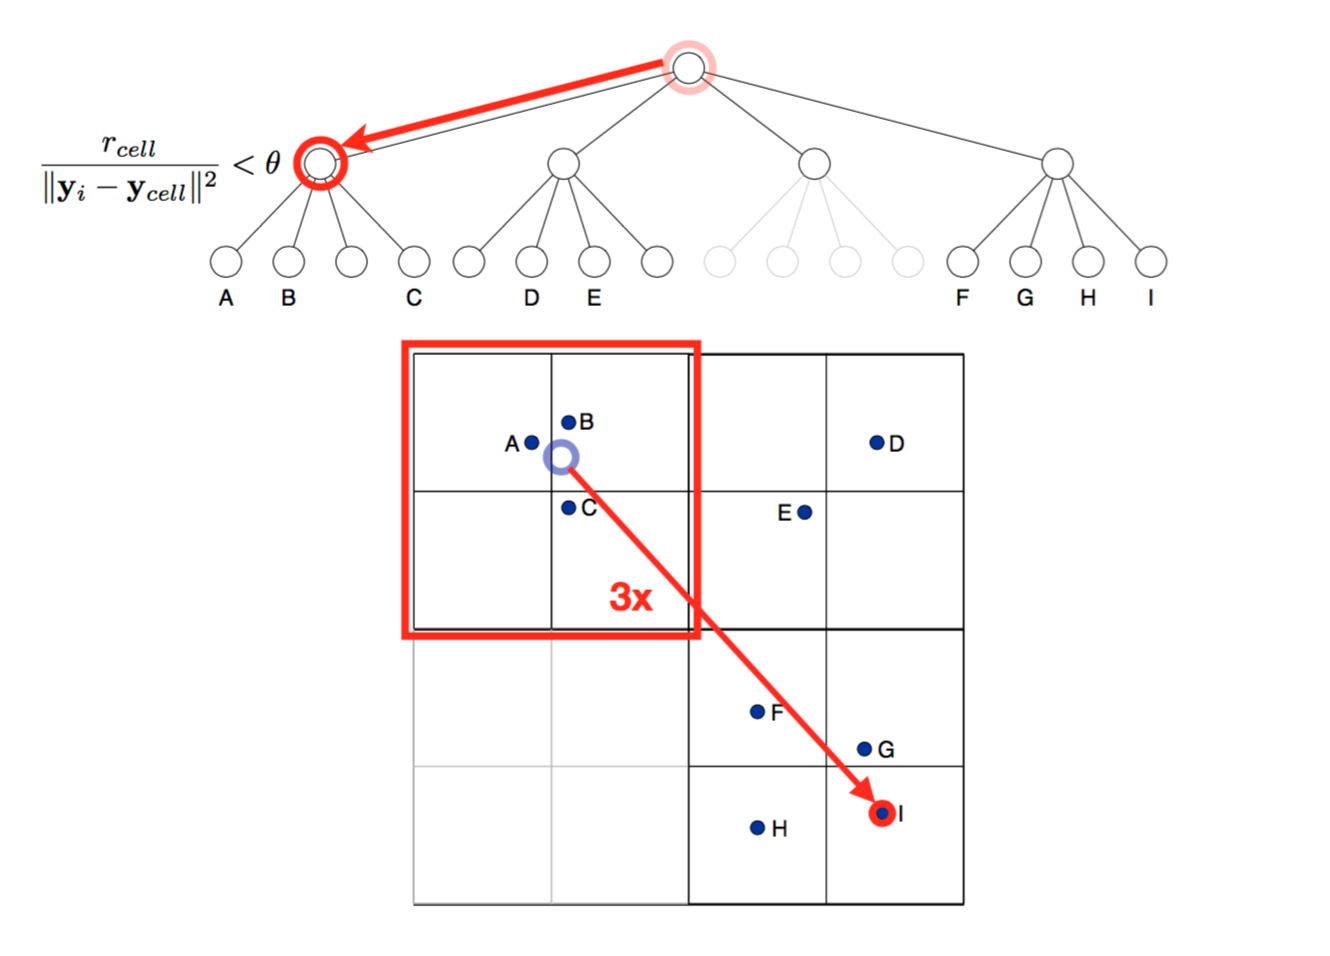 r_cell / ‖y_i − y_cell‖² < θ
A B C D E F G H I
B
A D
C E
3x
F
G
I
H